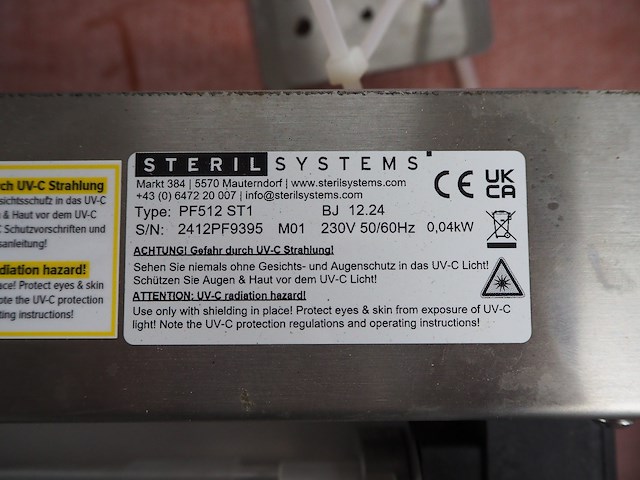 STERILSYSTEMS
Markt 384 | 5570 Mauterndorf | www.sterilsystems.com
+43 (0) 6472 20 007 | info@sterilsystems.com
Type: PF512 ST1 BJ 12.24
S/N: 2412PF9395 M01 230V 50/60Hz 0,04kW
CE UK CA
ACHTUNG! Gefahr durch UV-C Strahlung!
Sehen Sie niemals ohne Gesichts- und Augenschutz in das UV-C Licht!
Schützen Sie Augen & Haut vor dem UV-C Licht!
ATTENTION: UV-C radiation hazard!
Use only with shielding in place! Protect eyes & skin from exposure of UV-C
light! Note the UV-C protection regulations and operating instructions!
rch UV-C Strahlung
sichtsschutz in das UV-C
& Haut vor dem UV-C
C Schutzvorschriften und
sanleitung!
diation hazard!
ace! Protect eyes & skin
ote the UV-C protection
ting instructions!